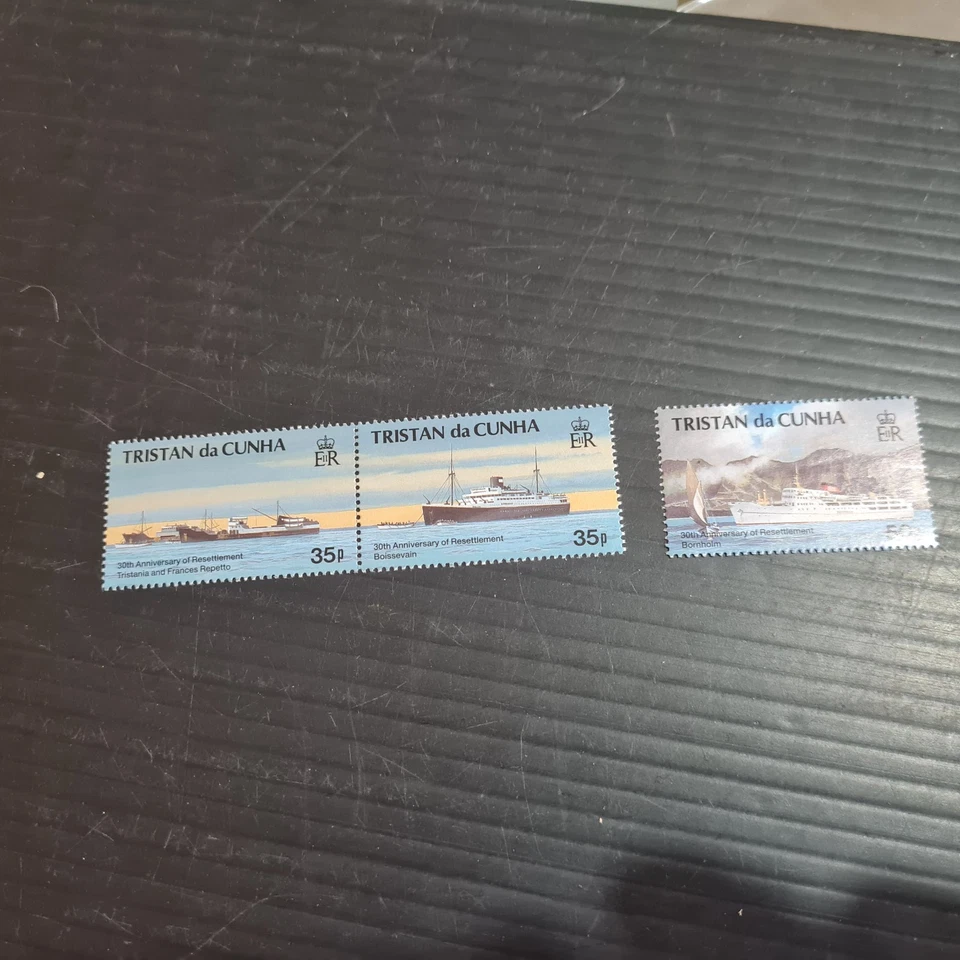 TRISTAN da CUNHA
EIIR
30th Anniversary of Resettlement
Tristania and Frances Repetto
35p
TRISTAN da CUNHA
EIIR
30th Anniversary of Resettlement
Boissevain
35p
TRISTAN da CUNHA
EIIR
30th Anniversary of Resettlement
Bornholm